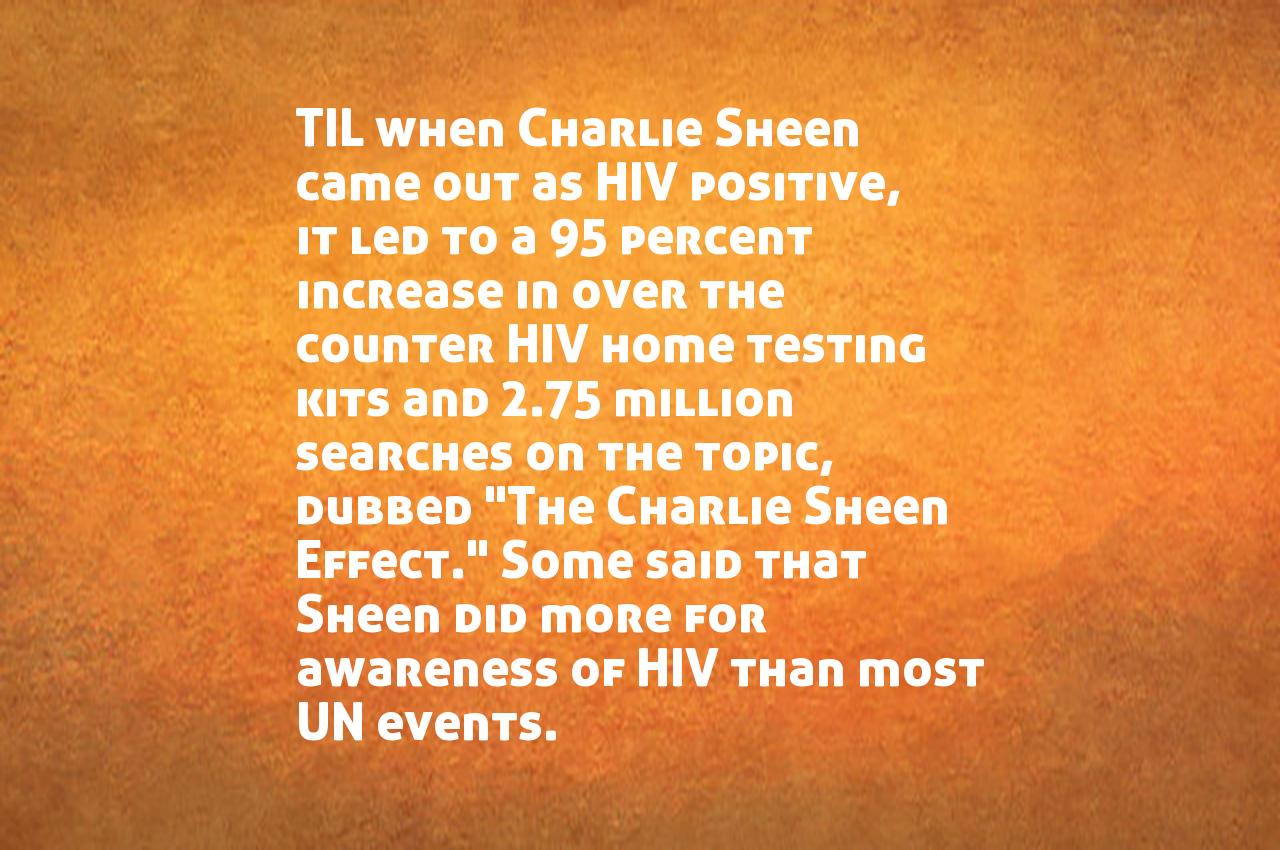 TIL when Charlie Sheen
came out as HIV positive,
it led to a 95 percent
increase in over the
counter HIV home testing
kits and 2.75 million
searches on the topic,
dubbed "The Charlie Sheen
Effect." Some said that
Sheen did more for
awareness of HIV than most
UN events.